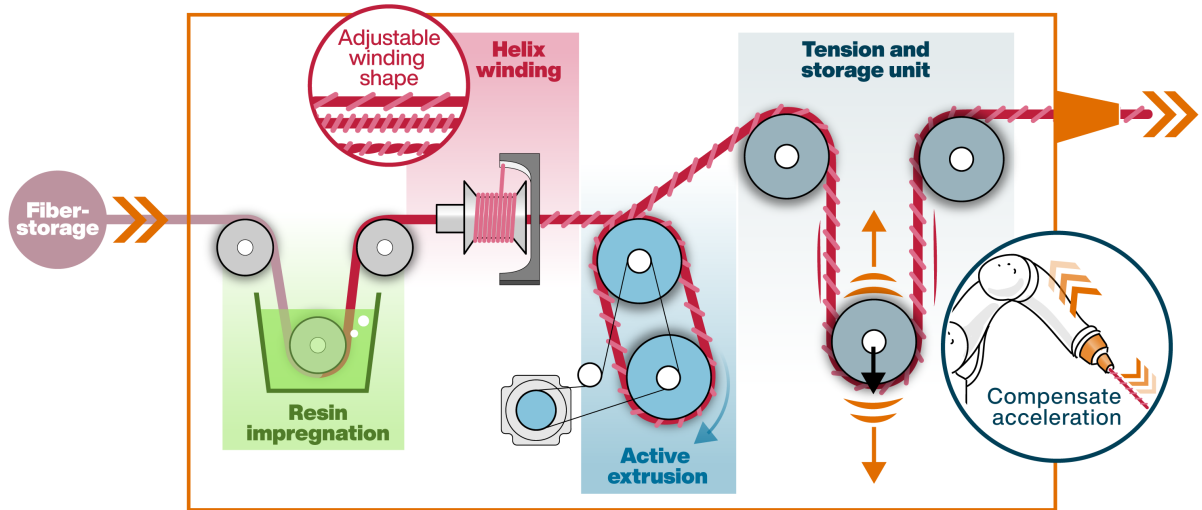 Fiber-
storage
Resin
impregnation
Adjustable
winding
shape
Helix
winding
Active
extrusion
Tension and
storage unit
Compensate
acceleration